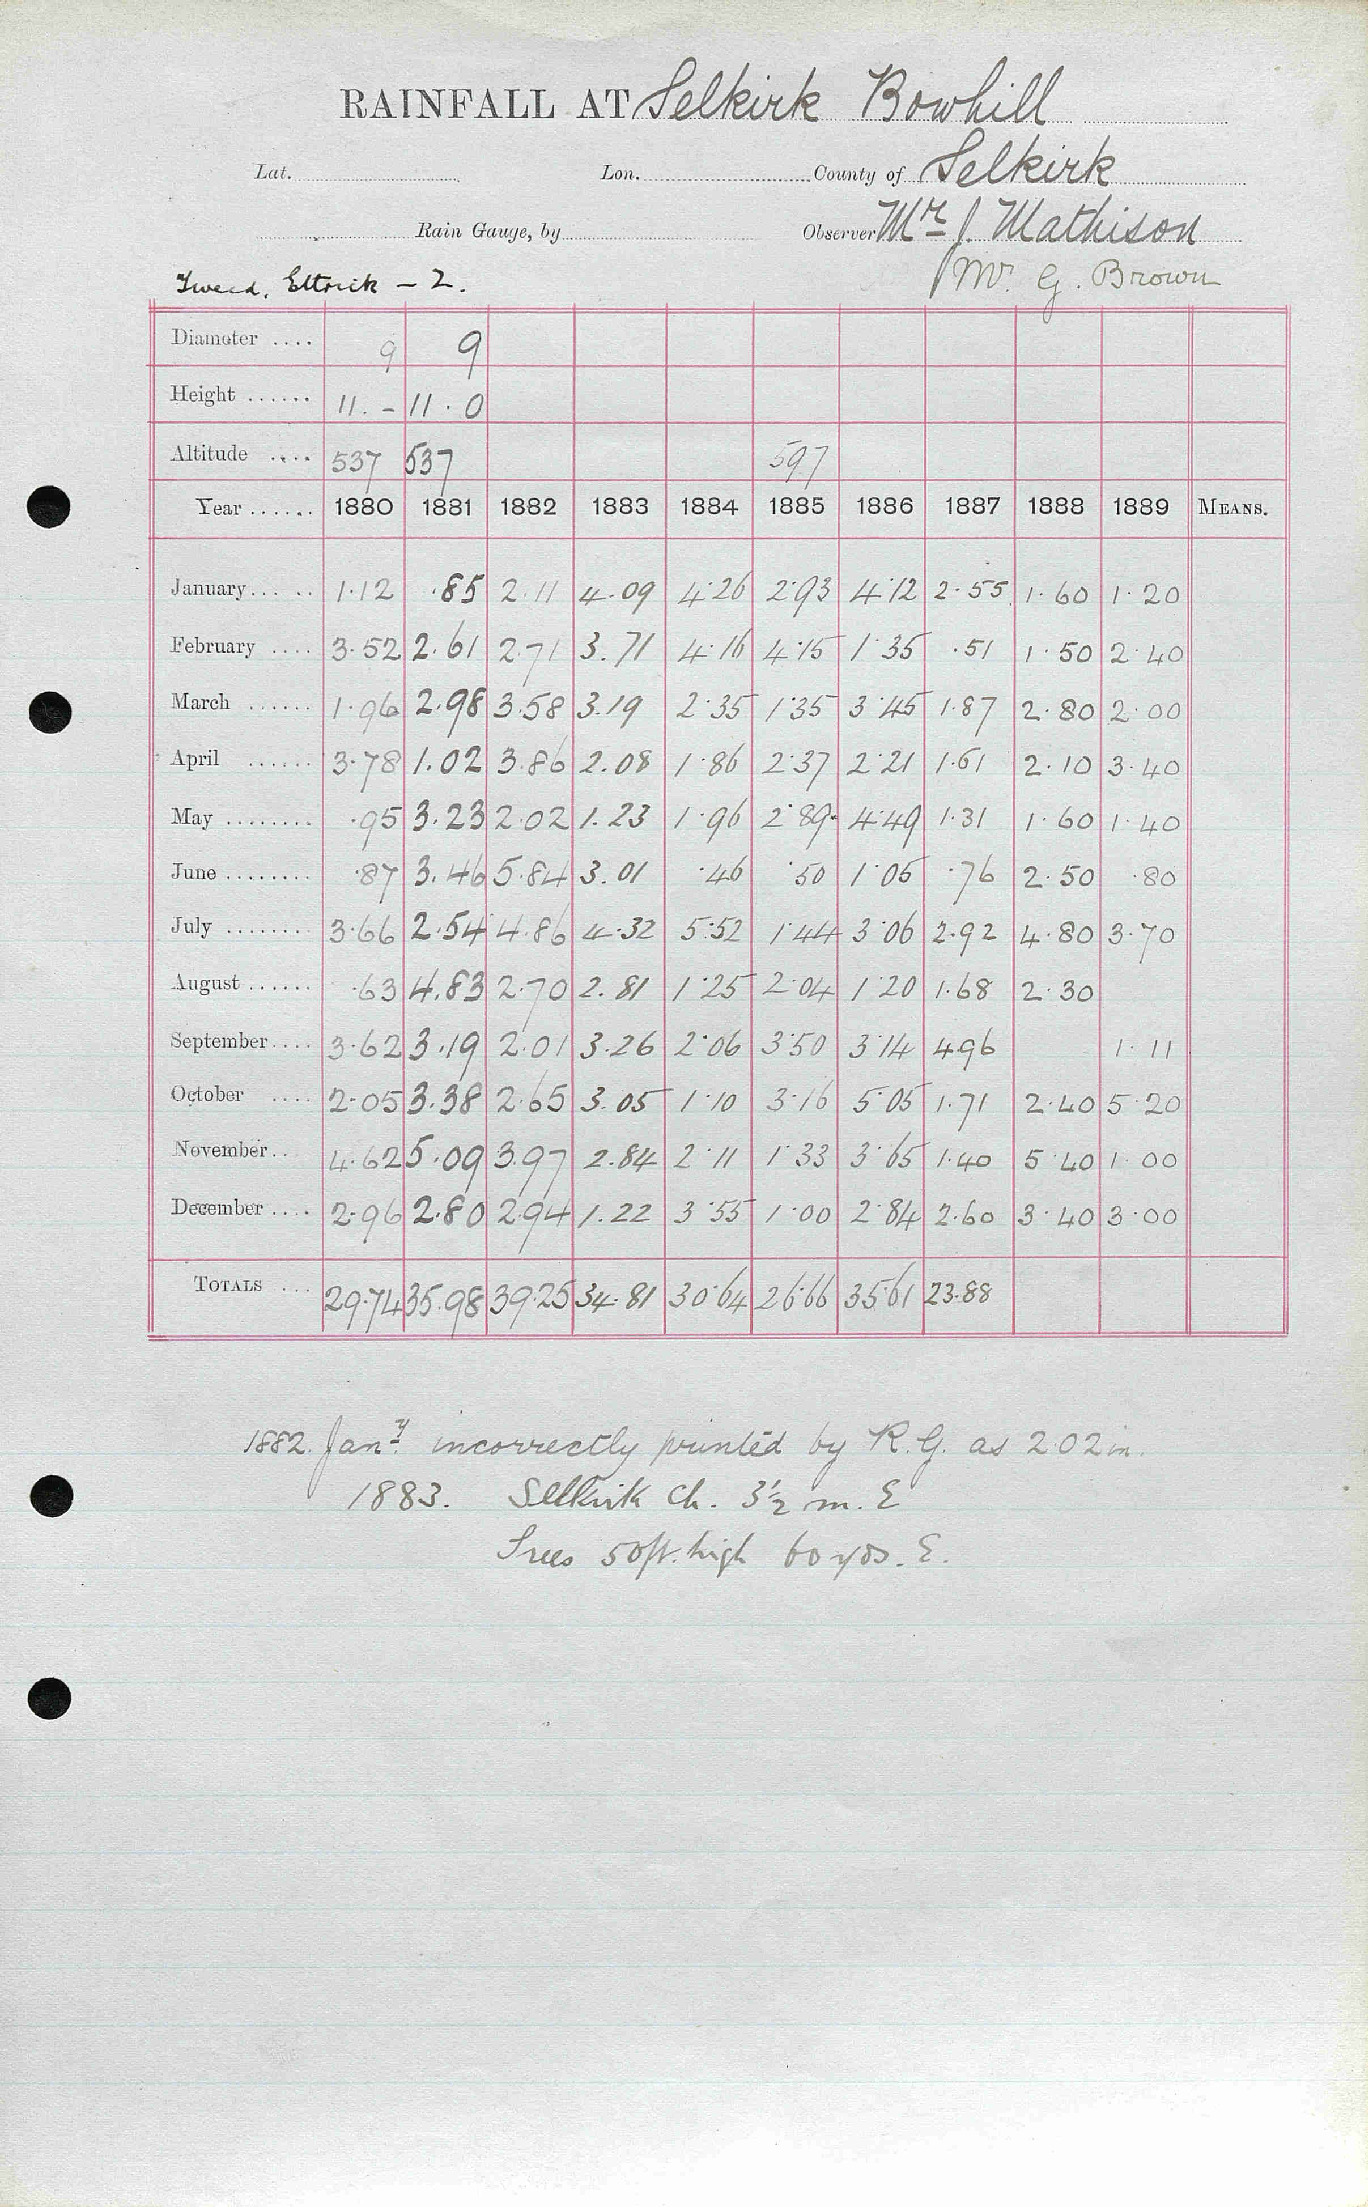 RAINFALL AT Selkirk Bowhill
Lat. Lon. County of Selkirk
Rain Gauge, by Observer Mr J. Mathison
Tweed, Ettrick – 2. Mr. G. Brown
Diameter .... 9 9
Height ...... 11. – 11 . 0
Altitude .... 537 537 597
Year ...... 1880 1881 1882 1883 1884 1885 1886 1887 1888 1889 MEANS.
January ...... 1.12 .85 2.11 4.09 4.26 2.93 4.12 2.55 1.60 1.20
February .... 3.52 2.61 2.71 3.71 4.16 4.15 1.35 .51 1.50 2.40
March ...... 1.96 2.98 3.58 3.19 2.35 1.35 3.45 1.87 2.80 2.00
April ...... 3.78 1.02 3.86 2.08 1.86 2.37 2.21 1.61 2.10 3.40
May ........ .95 3.23 2.02 1.23 1.96 2.89 4.49 1.31 1.60 1.40
June ........ .87 3.46 5.84 3.01 .46 .50 1.05 .76 2.50 .80
July ........ 3.66 2.54 4.86 4.32 5.52 1.44 3.06 2.92 4.80 3.70
August ...... .63 4.83 2.70 2.81 1.25 2.04 1.20 1.68 2.30
September .... 3.62 3.19 2.01 3.26 2.06 3.50 3.14 4.96 1.11
October .... 2.05 3.38 2.65 3.05 1.10 3.16 5.05 1.71 2.40 5.20
November .. 4.62 5.09 3.97 2.84 2.11 1.33 3.65 1.40 5.40 1.00
December .... 2.96 2.80 2.94 1.22 3.55 1.00 2.84 2.60 3.40 3.00
TOTALS ... 29.74 35.98 39.25 34.81 30.64 26.66 35.61 23.88
1882. Jany. incorrectly printed by R.G. as 2.02 in.
1883. Selkirk Ch. 3½ m. E
Trees 50 ft. high 60 yds. E.